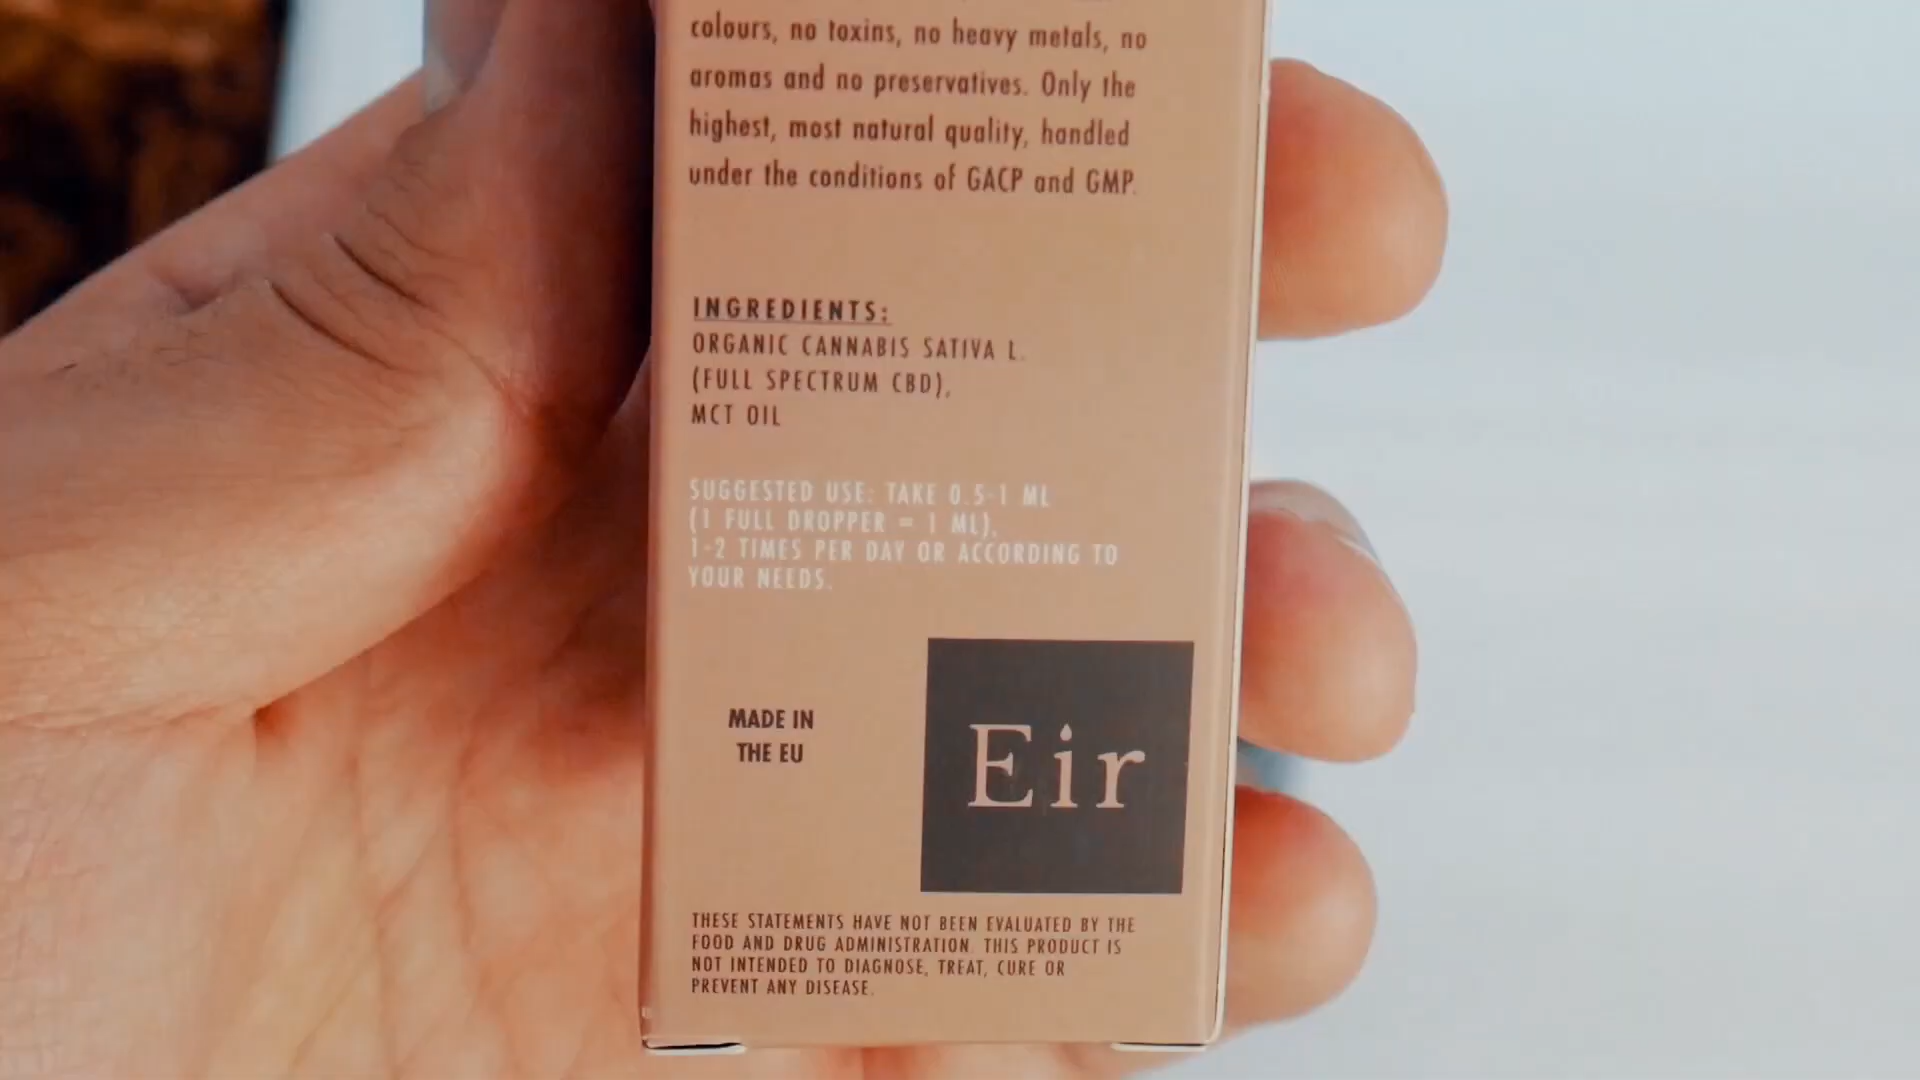 colours, no toxins, no heavy metals, no
aromas and no preservatives. Only the
highest, most natural quality, handled
under the conditions of GACP and GMP.
INGREDIENTS:
ORGANIC CANNABIS SATIVA L.
(FULL SPECTRUM CBD),
MCT OIL
SUGGESTED USE: TAKE 0.5-1 ML
(1 FULL DROPPER = 1 ML),
1-2 TIMES PER DAY OR ACCORDING TO
YOUR NEEDS.
MADE IN
THE EU
Eir
THESE STATEMENTS HAVE NOT BEEN EVALUATED BY THE
FOOD AND DRUG ADMINISTRATION. THIS PRODUCT IS
NOT INTENDED TO DIAGNOSE, TREAT, CURE OR
PREVENT ANY DISEASE.